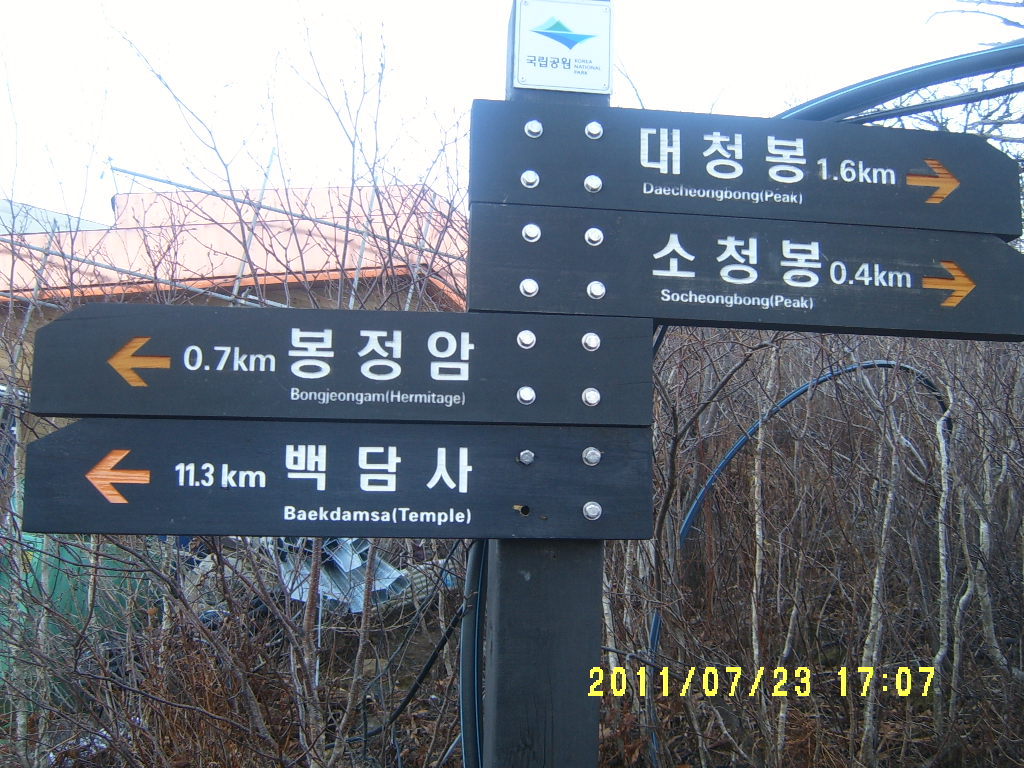 국립공원 KOREA NATIONAL PARK
대청봉 1.6km
Daecheongbong(Peak)
소청봉 0.4km
Socheongbong(Peak)
0.7km 봉정암
Bongjeongam(Hermitage)
11.3 km 백담사
Baekdamsa(Temple)
2011/07/23 17:07